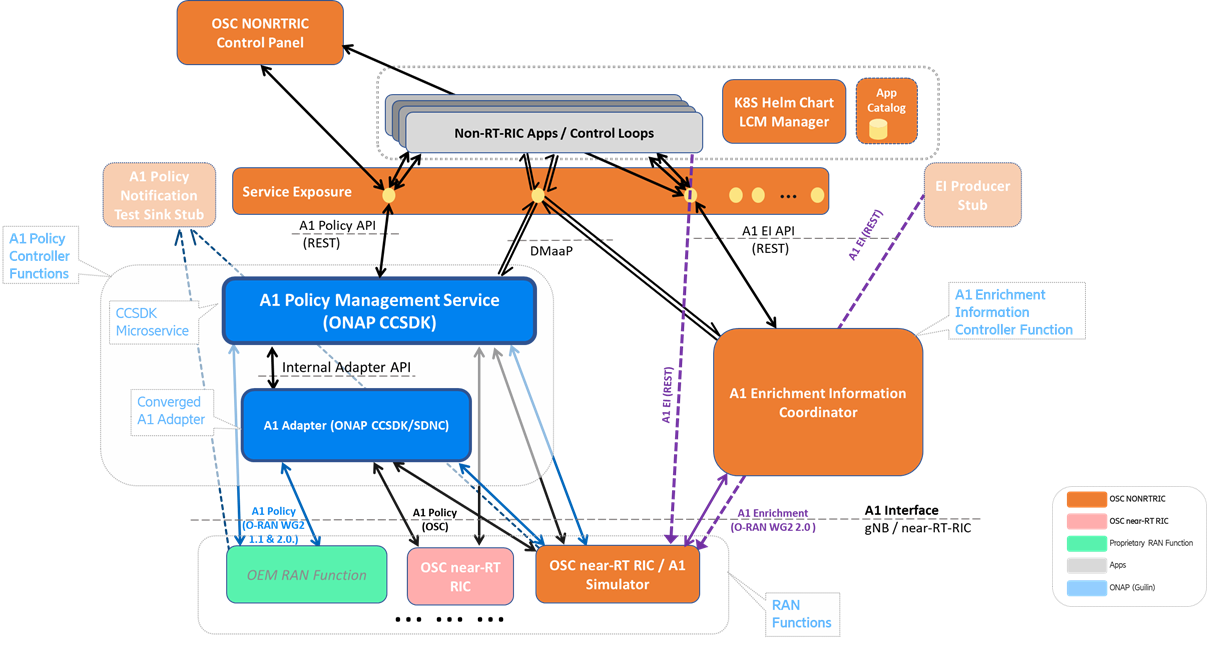 OSC NONRTRIC
Control Panel
Non-RT-RIC Apps / Control Loops
K8S Helm Chart
LCM Manager
App
Catalog
A1 Policy
Notification
Test Sink Stub
Service Exposure
...
EI Producer
Stub
A1 Policy API
(REST)
DMaaP
A1 EI API
(REST)
A1 EI (REST)
A1 Policy
Controller
Functions
A1 Policy Management Service
(ONAP CCSDK)
CCSDK
Microservice
A1 Enrichment
Information
Controller Function
Internal Adapter API
A1 EI (REST)
Converged
A1 Adapter
A1 Adapter (ONAP CCSDK/SDNC)
A1 Enrichment Information
Coordinator
A1 Policy
(O-RAN WG2
1.1 & 2.0.)
A1 Policy
(OSC)
A1 Enrichment
(O-RAN WG2 2.0 )
A1 Interface
gNB / near-RT-RIC
OEM RAN Function
OSC near-RT
RIC
OSC near-RT RIC / A1
Simulator
... ... ...
RAN
Functions
OSC NONRTRIC
OSC near-RT RIC
Proprietary RAN Function
Apps
ONAP (Guilin)